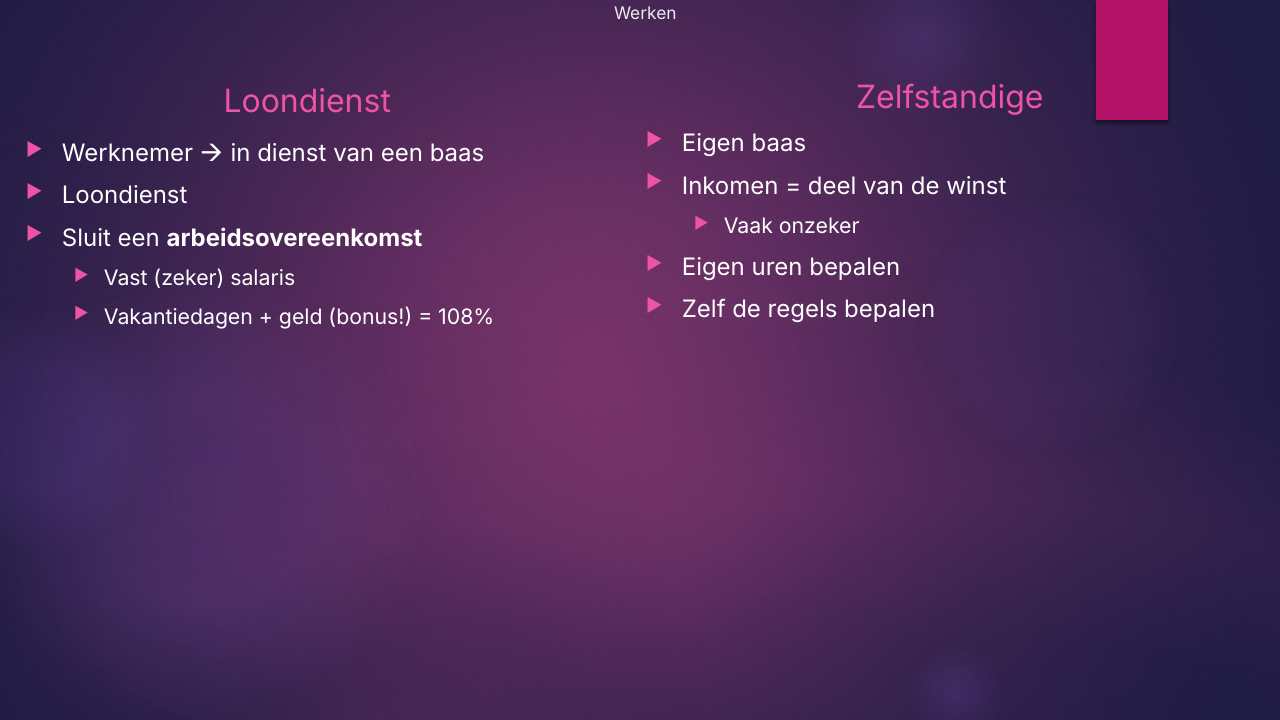 Werken
Loondienst
Werknemer → in dienst van een baas
Loondienst
Sluit een arbeidsovereenkomst
Vast (zeker) salaris
Vakantiedagen + geld (bonus!) = 108%
Zelfstandige
Eigen baas
Inkomen = deel van de winst
Vaak onzeker
Eigen uren bepalen
Zelf de regels bepalen